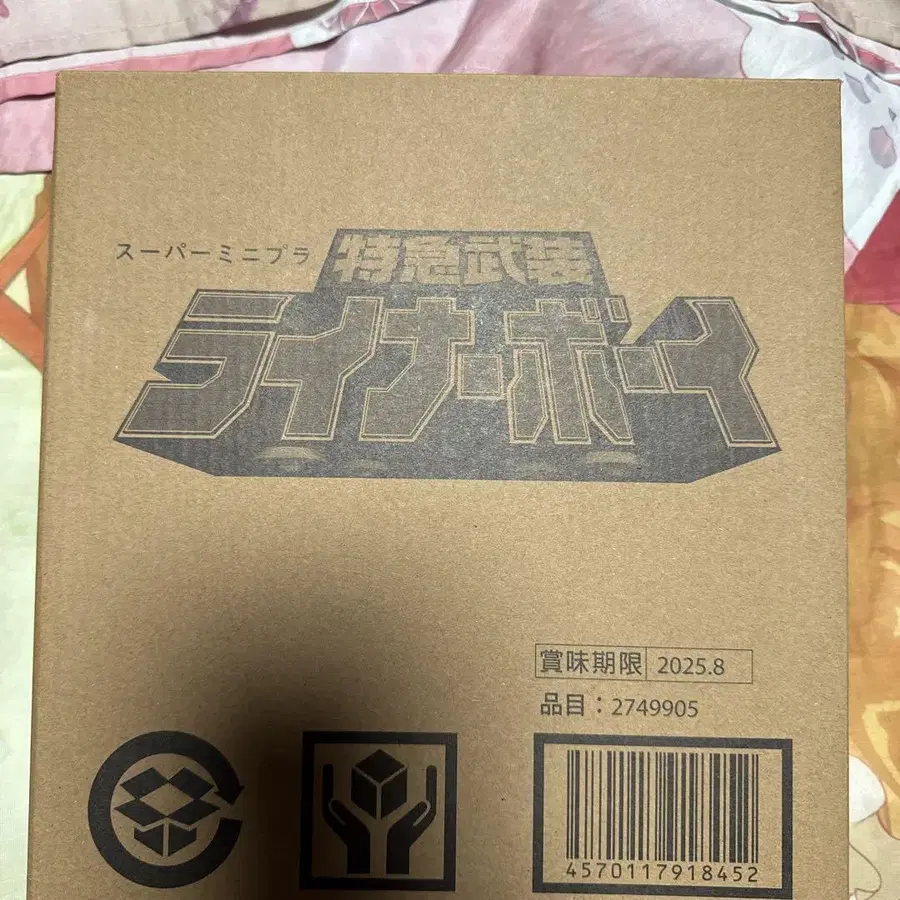 スーパーミニプラ 特急武装
ライナーボーイ
賞味期限 2025.8
品目：2749905
4570117918452